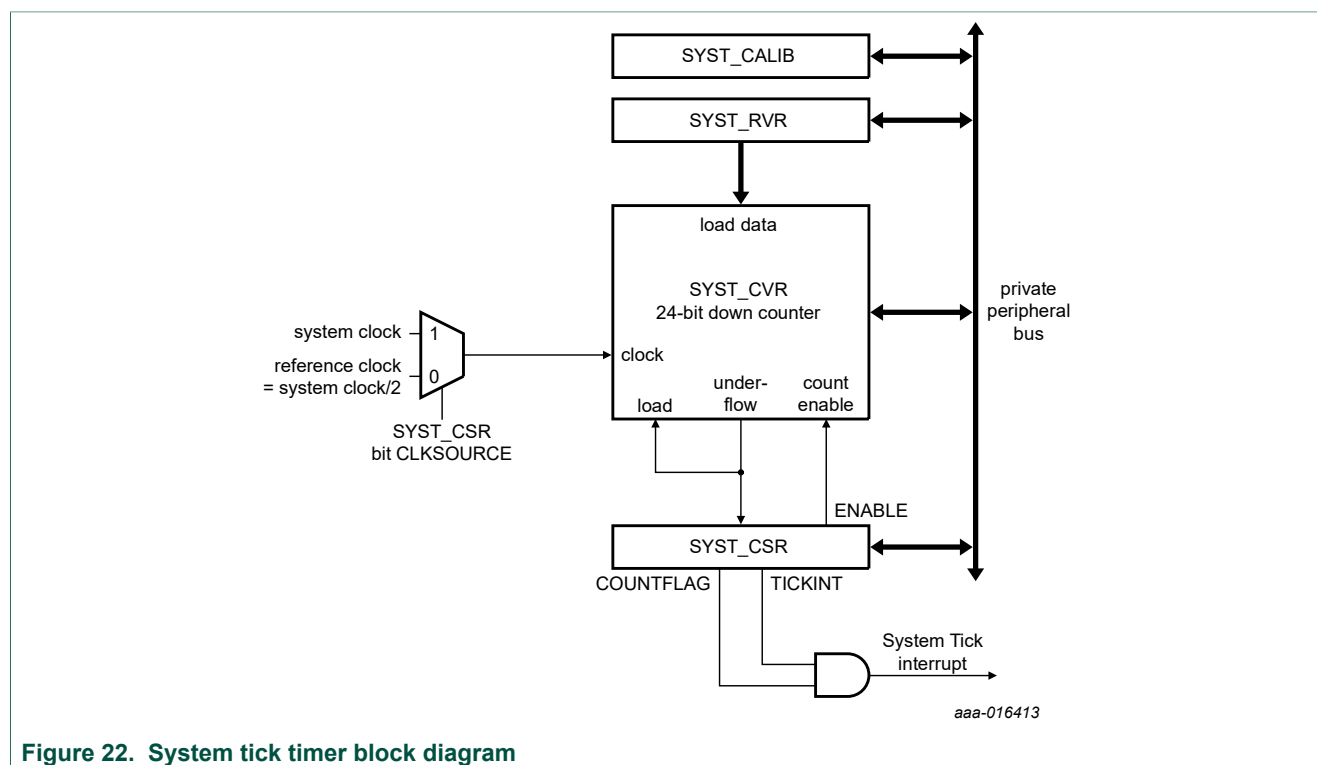 SYST_CALIB
SYST_RVR
load data
SYST_CVR
24-bit down counter
private
peripheral
bus
system clock
1
reference clock
= system clock/2
0
clock
SYST_CSR
bit CLKSOURCE
load
under-
flow
count
enable
ENABLE
SYST_CSR
COUNTFLAG
TICKINT
System Tick
interrupt
aaa-016413
Figure 22. System tick timer block diagram